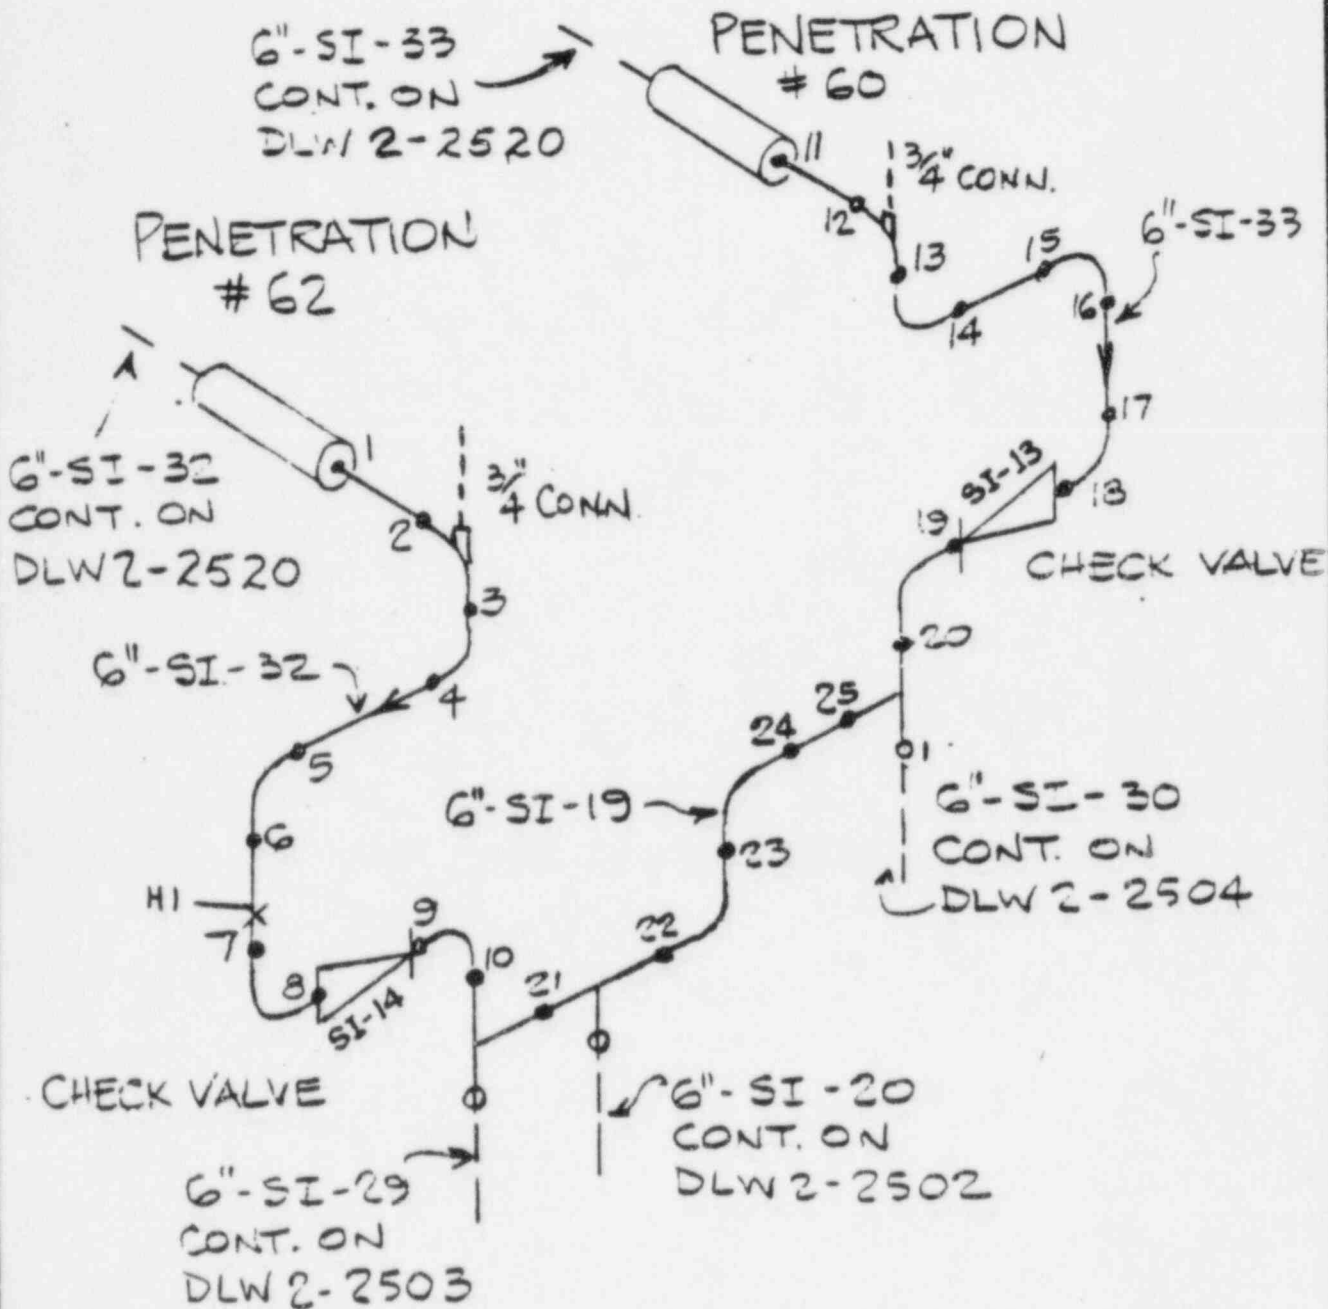 6"-SI-33
CONT. ON
DLW 2-2520
PENETRATION
# 60
11
3/4" CONN.
12
13
14
15
16
6"-SI-33
17
18
SI-13
19
CHECK VALVE
20
PENETRATION
# 62
6"-SI-32
CONT. ON
DLW 2-2520
1
2
3/4" CONN.
3
6"-SI-32
4
5
6
H1
7
8
SI-14
9
10
CHECK VALVE
21
22
6"-SI-19
23
24
25
1
6"-SI-30
CONT. ON
DLW 2-2504
6"-SI-20
CONT. ON
DLW 2-2502
6"-SI-29
CONT. ON
DLW 2-2503